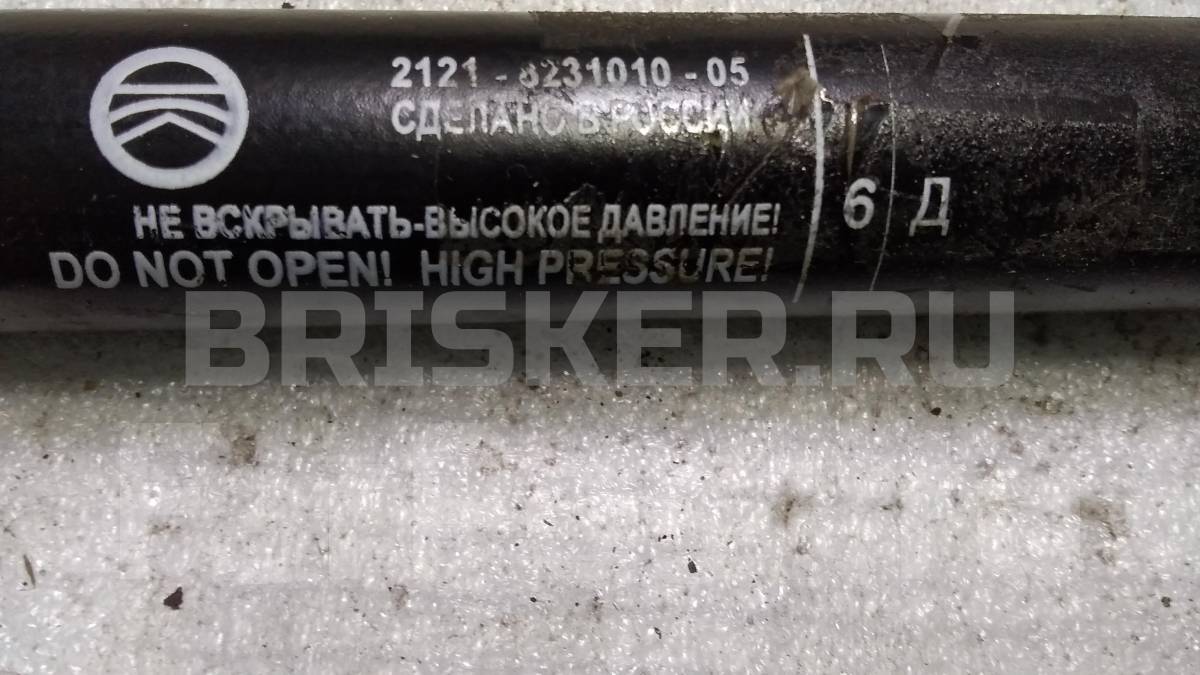 2121 - 8231010 - 05
СДЕЛАНО В РОССИИ
НЕ ВСКРЫВАТЬ-ВЫСОКОЕ ДАВЛЕНИЕ!
DO NOT OPEN! HIGH PRESSURE!
6 Д
BRISKER.RU